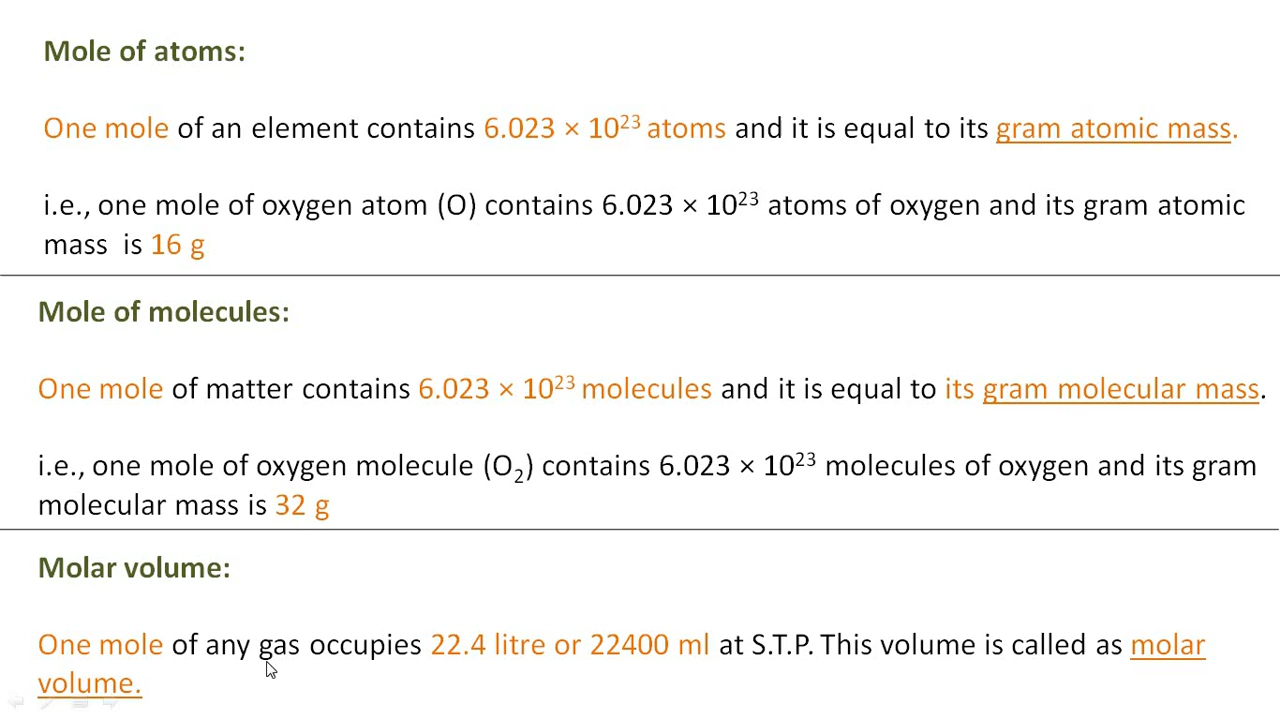 Mole of atoms:
One mole of an element contains 6.023 × 10²³ atoms and it is equal to its gram atomic mass.
i.e., one mole of oxygen atom (O) contains 6.023 × 10²³ atoms of oxygen and its gram atomic
mass is 16 g
Mole of molecules:
One mole of matter contains 6.023 × 10²³ molecules and it is equal to its gram molecular mass.
i.e., one mole of oxygen molecule (O₂) contains 6.023 × 10²³ molecules of oxygen and its gram
molecular mass is 32 g
Molar volume:
One mole of any gas occupies 22.4 litre or 22400 ml at S.T.P. This volume is called as molar
volume.